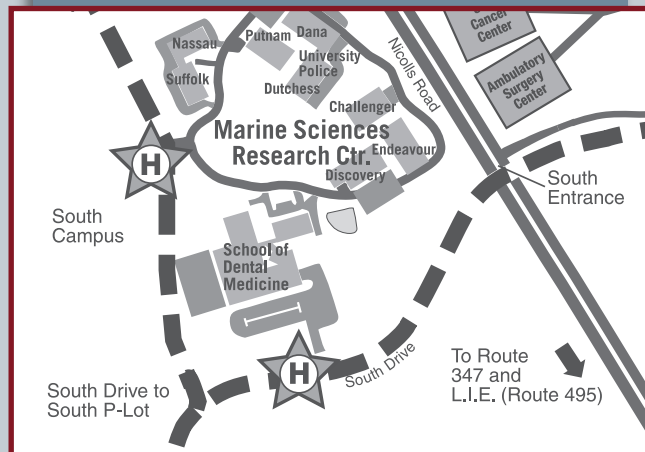 Cancer
Center
Ambulatory
Surgery
Center
Putnam
Dana
Nassau
University
Police
Suffolk
Dutchess
Nicolls Road
Challenger
Marine Sciences
Research Ctr.
Endeavour
Discovery
H
South
Entrance
South
Campus
School of
Dental
Medicine
South Drive
H
To Route
347 and
L.I.E. (Route 495)
South Drive to
South P-Lot